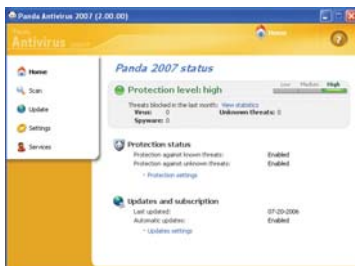 Panda Antivirus 2007 (2.00.00)
Panda
Antivirus
Home
Home
Scan
Update
Settings
Services
Panda 2007 status
Protection level: high
Low Medium High
Threats blocked in the last month: View statistics
Virus: 0 Unknown threats: 0
Spyware: 0
Protection status
Protection against known threats: Enabled
Protection against unknown threats: Enabled
Protection settings
Updates and subscription
Last updated: 07-20-2006
Automatic updates: Enabled
Updates settings